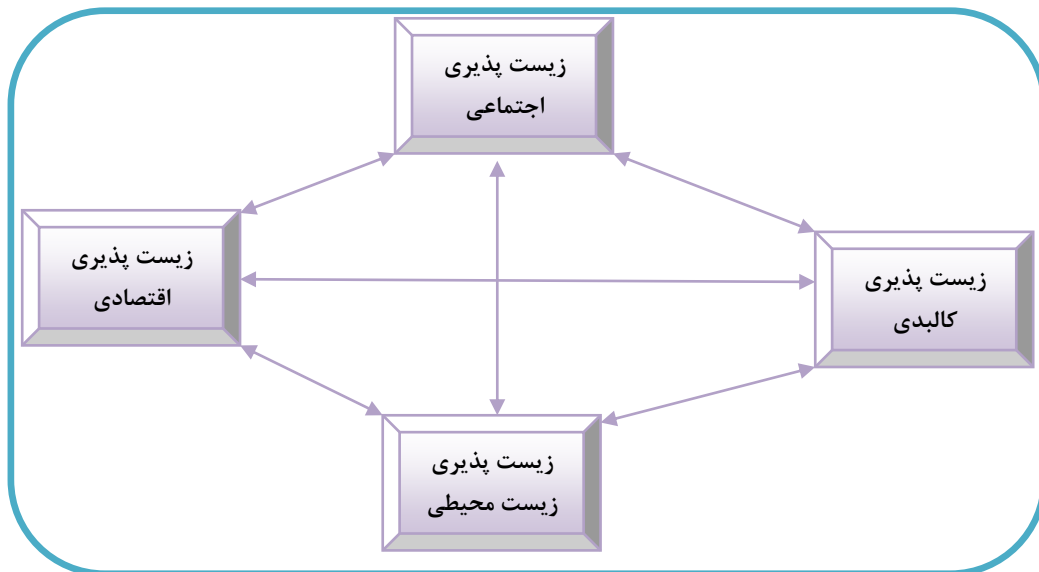 زیست پذیری
اجتماعی
زیست پذیری
کالبدی
زیست پذیری
اقتصادی
زیست پذیری
زیست محیطی